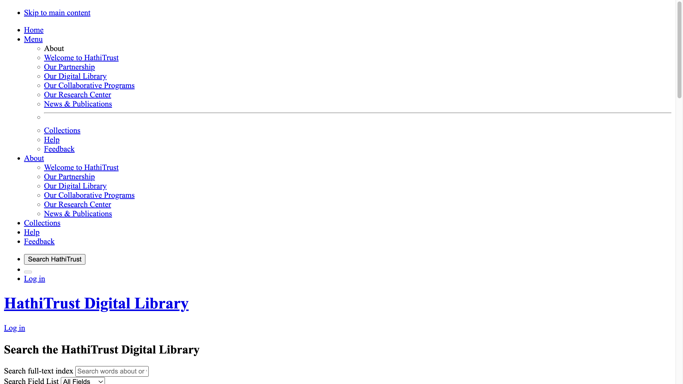 Skip to main content
Home
Menu
About
Welcome to HathiTrust
Our Partnership
Our Digital Library
Our Collaborative Programs
Our Research Center
News & Publications
Collections
Help
Feedback
About
Welcome to HathiTrust
Our Partnership
Our Digital Library
Our Collaborative Programs
Our Research Center
News & Publications
Collections
Help
Feedback
Search HathiTrust
Log in
HathiTrust Digital Library
Log in
Search the HathiTrust Digital Library
Search full-text index Search words about or
Search Field List All Fields